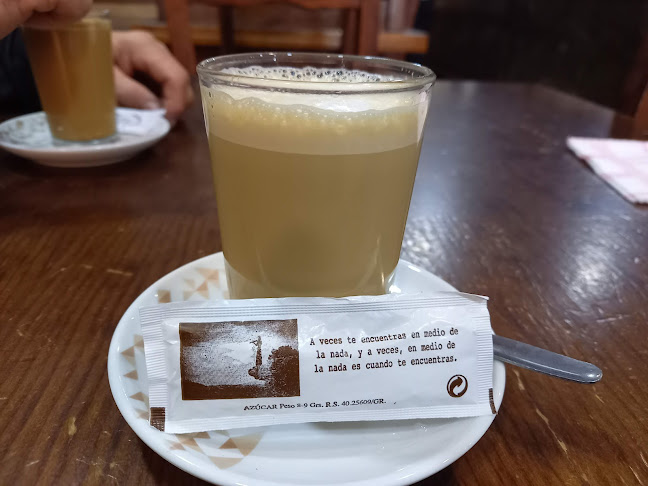 A veces te encuentras en medio de
la nada, y a veces, en medio de
la nada es cuando te encuentras.
AZÚCAR Peso 8-9 Grs. R.S. 40.25609/GR.